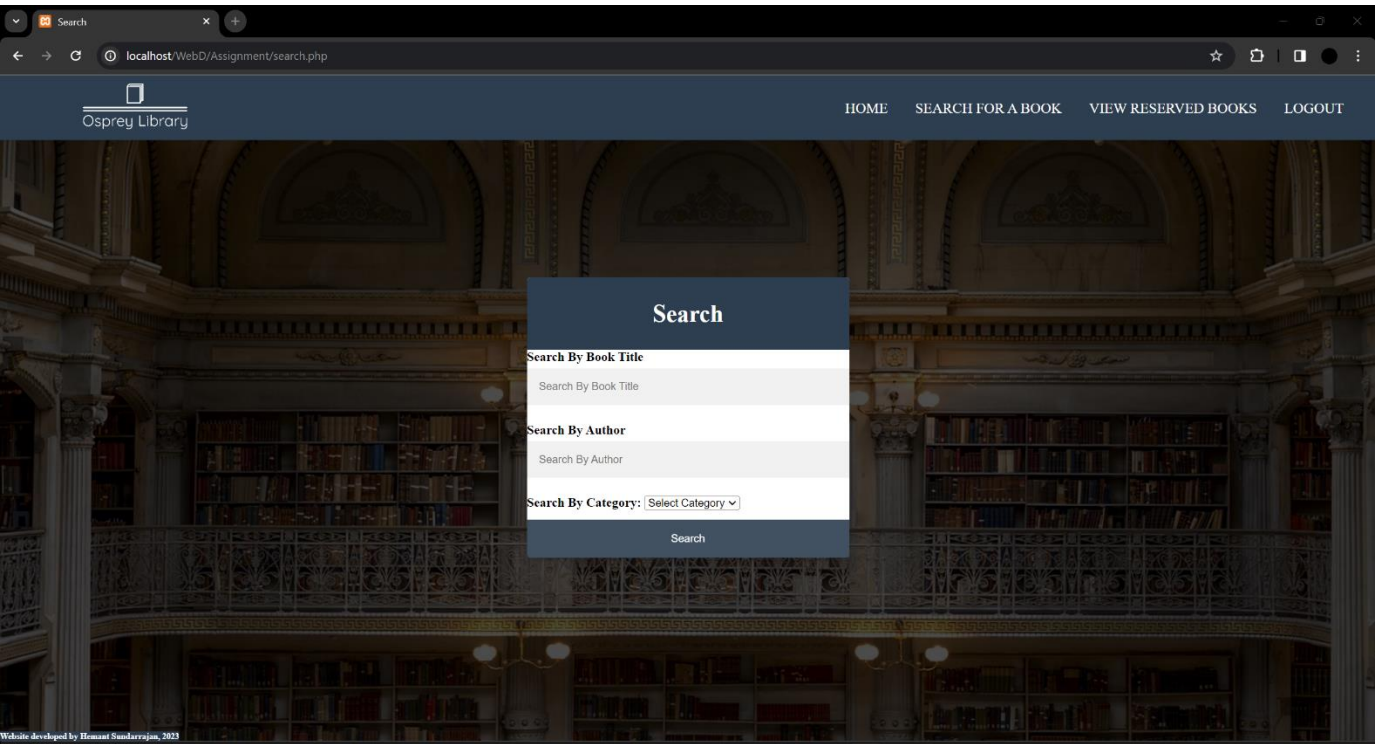 Search
localhost/WebD/Assignment/search.php
Osprey Library
HOME SEARCH FOR A BOOK VIEW RESERVED BOOKS LOGOUT
Search
Search By Book Title
Search By Book Title
Search By Author
Search By Author
Search By Category: Select Category
Search
Website developed by Hemant Sundarrajan, 2023